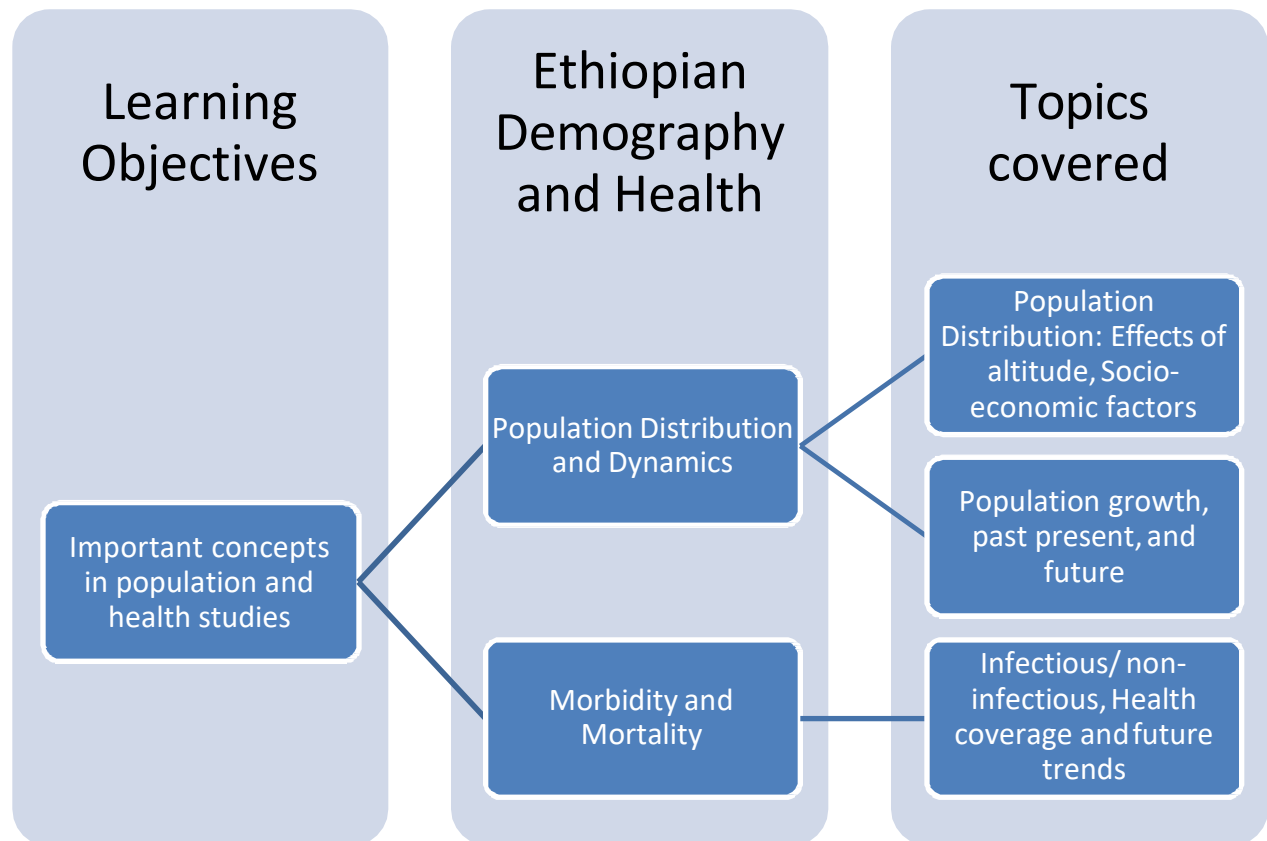 Learning
Objectives
Ethiopian
Demography
and Health
Topics
covered
Important concepts
in population and
health studies
Population Distribution
and Dynamics
Morbidity and
Mortality
Population
Distribution: Effects of
altitude, Socio-
economic factors
Population growth,
past present, and
future
Infectious/ non-
infectious, Health
coverage and future
trends